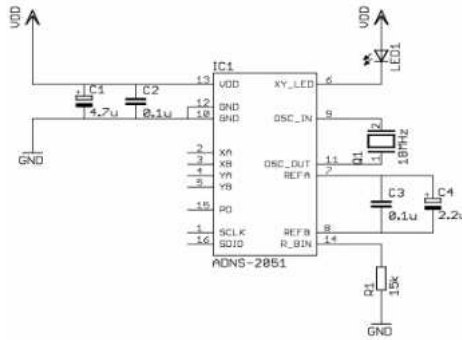 VDD
VDD
IC1
LED1
C1
C2
13
VDD
XY_LED
6
4.7u
0.1u
12
GND
10
GND
OSC_IN
9
GND
2
XA
3
XB
4
YA
5
YB
Q1
1
2
18MHz
OSC_OUT
11
REFA
7
15
PD
C3
C4
0.1u
2.2u
1
SCLK
16
SDIO
REFB
8
R_BIN
14
ADNS-2051
R1
15k
GND